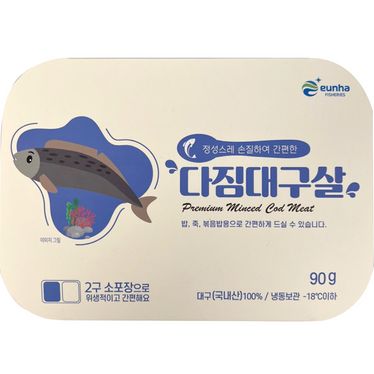 eunha
FISHERIES
정성스레 손질하여 간편한
다짐대구살
Premium Minced Cod Meat
밥, 죽, 볶음밥용으로 간편하게 드실 수 있습니다.
이미지 그림
2구 소포장으로
위생적이고 간편해요
90g
대구(국내산)100% / 냉동보관 -18℃이하